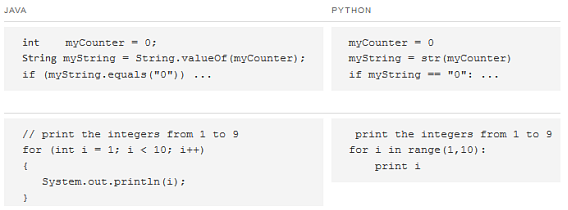 JAVA
PYTHON
int    myCounter = 0;
String myString = String.valueOf(myCounter);
if (myString.equals("0")) ...
myCounter = 0
myString = str(myCounter)
if myString == "0": ...
// print the integers from 1 to 9
for (int i = 1; i < 10; i++)
{
   System.out.println(i);
}
print the integers from 1 to 9
for i in range(1,10):
    print i